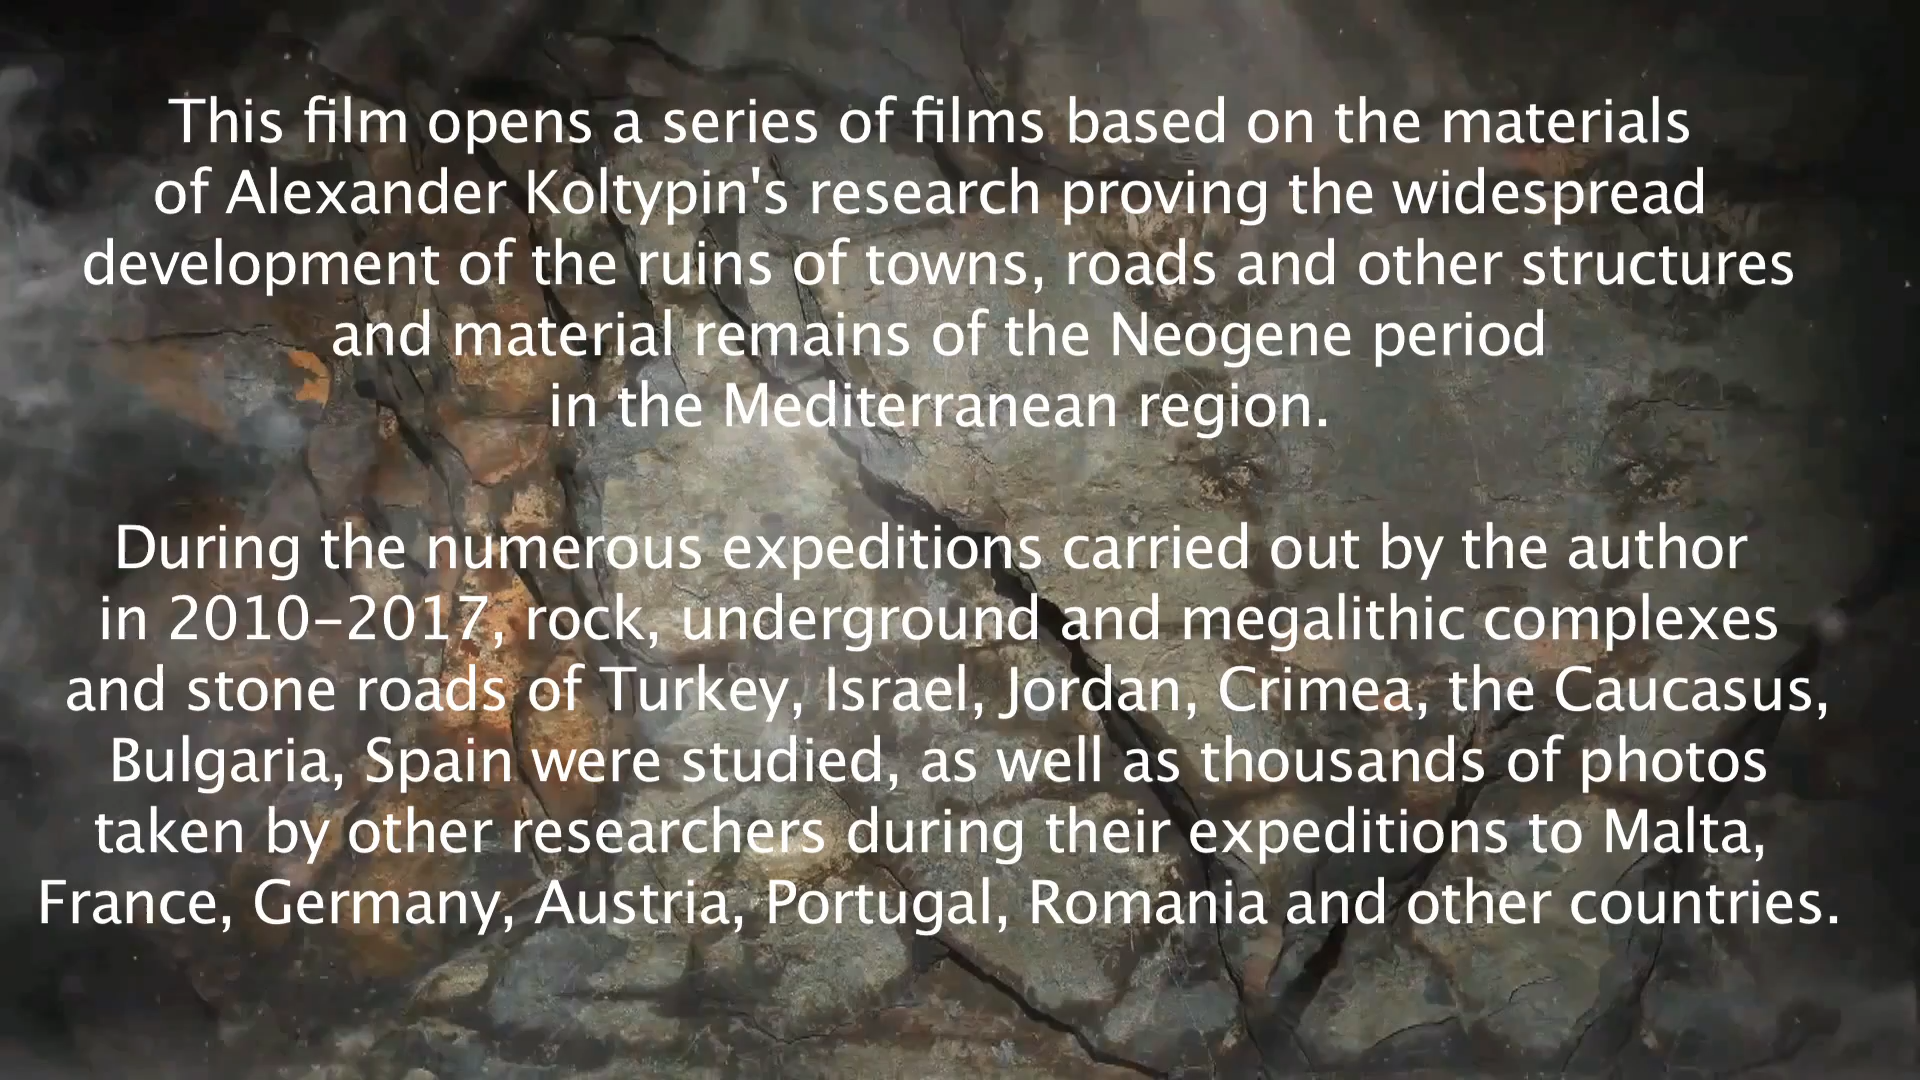 This film opens a series of films based on the materials
of Alexander Koltypin's research proving the widespread
development of the ruins of towns, roads and other structures
and material remains of the Neogene period
in the Mediterranean region.
During the numerous expeditions carried out by the author
in 2010–2017, rock, underground and megalithic complexes
and stone roads of Turkey, Israel, Jordan, Crimea, the Caucasus,
Bulgaria, Spain were studied, as well as thousands of photos
taken by other researchers during their expeditions to Malta,
France, Germany, Austria, Portugal, Romania and other countries.